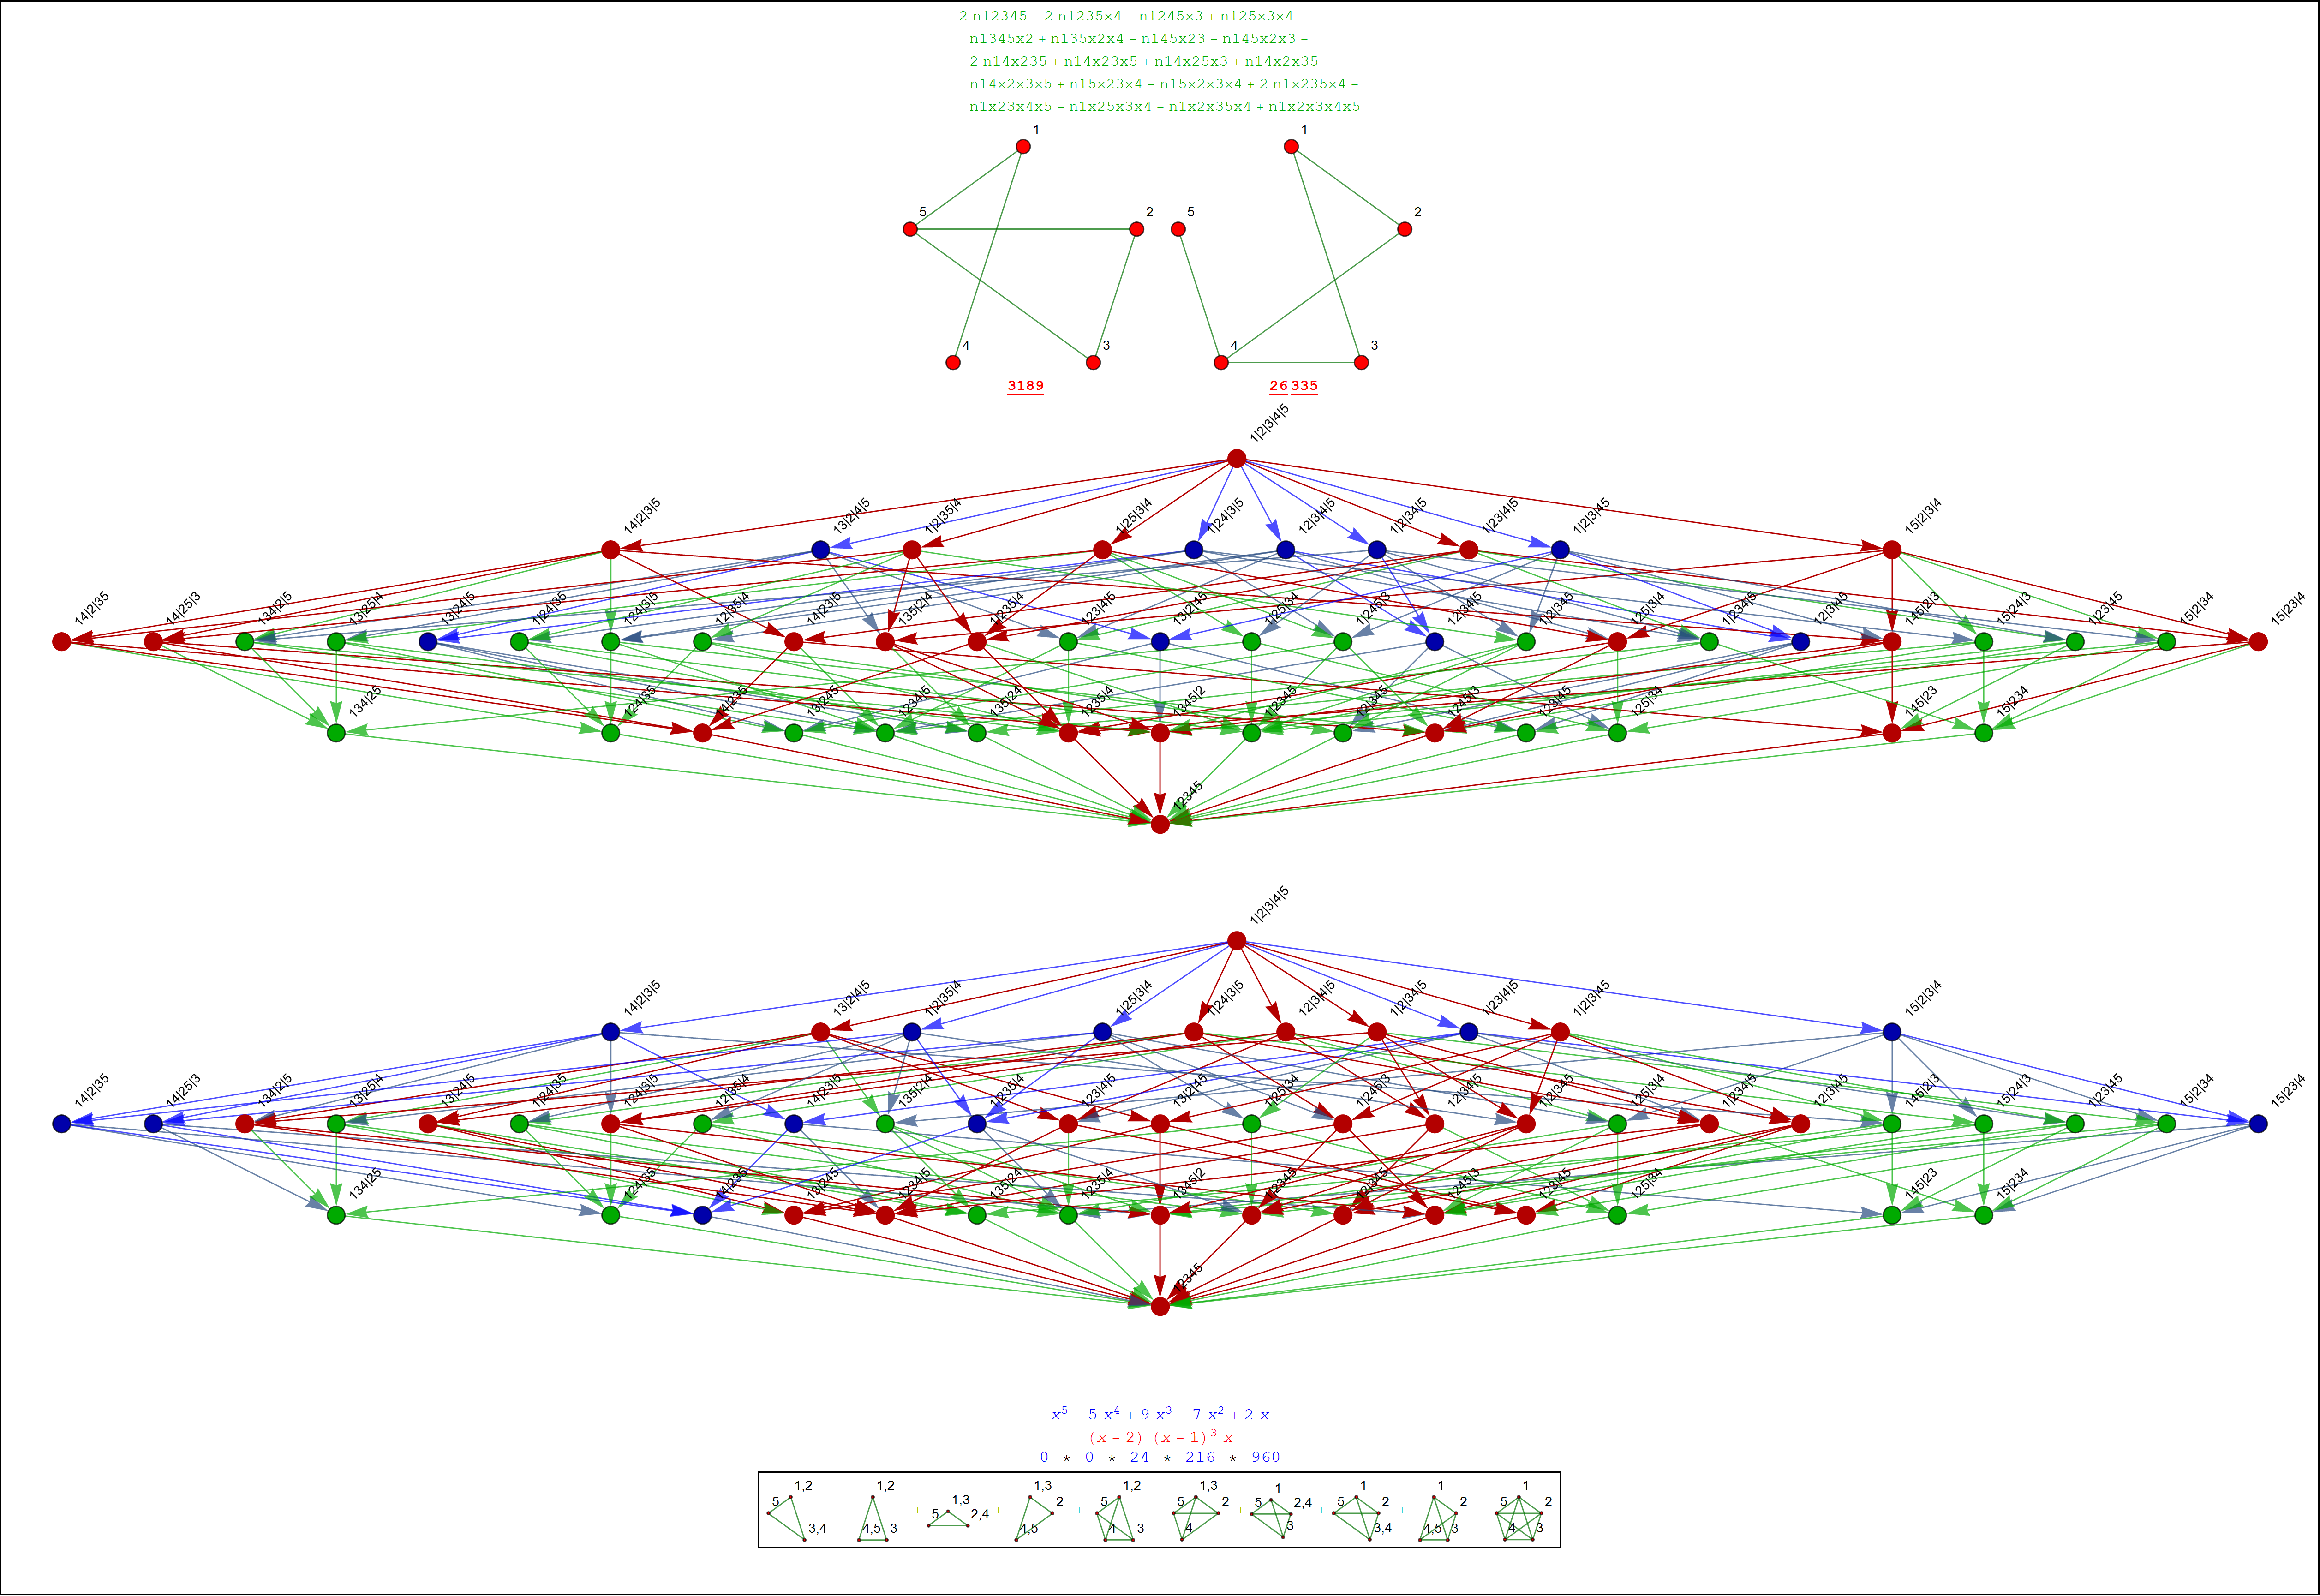 2 n12345 – 2 n1235x4 – n1245x3 + n125x3x4 –
n1345x2 + n135x2x4 – n145x23 + n145x2x3 –
2 n14x235 + n14x23x5 + n14x25x3 + n14x2x35 –
n14x2x3x5 + n15x23x4 – n15x2x3x4 + 2 n1x235x4 –
n1x23x4x5 – n1x25x3x4 – n1x2x35x4 + n1x2x3x4x5
1 1
5 2 5 2
4 3 4 3
3189 26 335
1|2|3|4|5
14|2|3|5 13|2|4|5 1|2|35|4 1|25|3|4 1|24|3|5 12|3|4|5 1|2|34|5 1|23|4|5 1|2|3|45 15|2|3|4
14|2|35 14|25|3 134|2|5 13|25|4 13|24|5 1|24|35 124|3|5 12|35|4 14|23|5 135|2|4 1|235|4 123|4|5 13|2|45 1|25|34 1|245|3 12|34|5 1|2|345 125|3|4 1|234|5 12|3|45 145|2|3 15|24|3 1|23|45 15|2|34 15|23|4
134|25 124|35 14|235 13|245 1234|5 135|24 1235|4 1345|2 1|2345 12|345 1245|3 123|45 125|34 145|23 15|234
12345
1|2|3|4|5
14|2|3|5 13|2|4|5 1|2|35|4 1|25|3|4 1|24|3|5 12|3|4|5 1|2|34|5 1|23|4|5 1|2|3|45 15|2|3|4
14|2|35 14|25|3 134|2|5 13|25|4 13|24|5 1|24|35 124|3|5 12|35|4 14|23|5 135|2|4 1|235|4 123|4|5 13|2|45 1|25|34 1|245|3 12|34|5 1|2|345 125|3|4 1|234|5 12|3|45 145|2|3 15|24|3 1|23|45 15|2|34 15|23|4
134|25 124|35 14|235 13|245 1234|5 135|24 1235|4 1345|2 1|2345 12|345 1245|3 123|45 125|34 145|23 15|234
12345
x⁵ – 5 x⁴ + 9 x³ – 7 x² + 2 x
(x – 2) (x – 1)³ x
0 * 0 * 24 * 216 * 960
1,2 1,2 1,3 1,3 1,2 1,3 1 1 1 1
5 + + 5 2,4 + 2 + 5 + 5 2 + 5 2,4 + 5 2 + 2 + 5 2
3,4 4,5 3 4,5 4 3 4 3 3,4 4,5 3 4 3